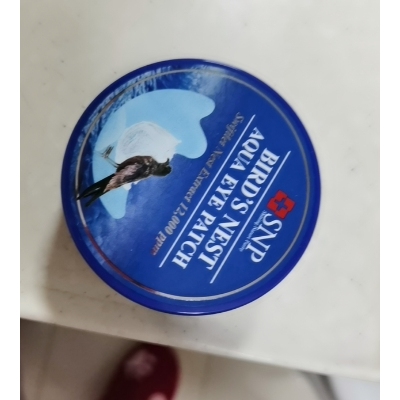 SNP
BIRD'S NEST
AQUA EYE PATCH
Swiftlet Nest Extract 12,000 ppm